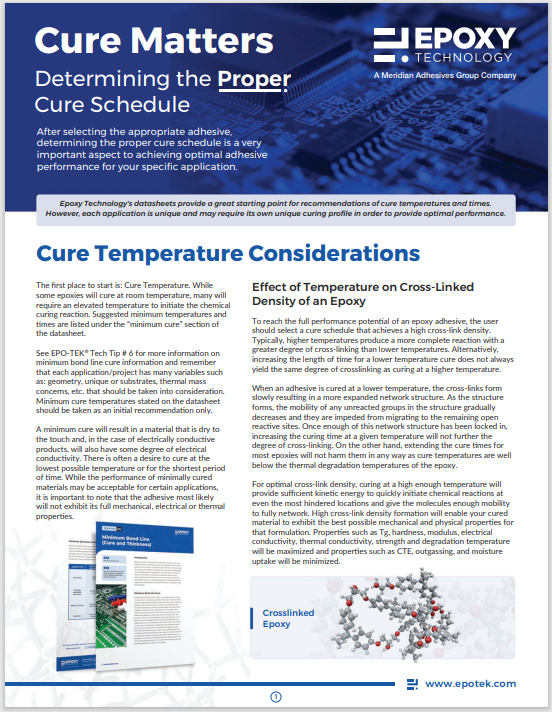 Cure Matters
Determining the Proper
Cure Schedule
After selecting the appropriate adhesive,
determining the proper cure schedule is a very
important aspect to achieving optimal adhesive
performance for your specific application.
EPOXY
TECHNOLOGY
A Meridian Adhesives Group Company
Epoxy Technology's datasheets provide a great starting point for recommendations of cure temperatures and times.
However, each application is unique and may require its own unique curing profile in order to provide optimal performance.
Cure Temperature Considerations
The first place to start is: Cure Temperature. While
some epoxies will cure at room temperature, many will
require an elevated temperature to initiate the chemical
curing reaction. Suggested minimum temperatures and
times are listed under the "minimum cure" section of
the datasheet.
See EPO-TEK® Tech Tip # 6 for more information on
minimum bond line cure information and remember
that each application/project has many variables such
as: geometry, unique or substrates, thermal mass
concerns, etc. that should be taken into consideration.
Minimum cure temperatures stated on the datasheet
should be taken as an initial recommendation only.
A minimum cure will result in a material that is dry to
the touch and, in the case of electrically conductive
products, will also have some degree of electrical
conductivity. There is often a desire to cure at the
lowest possible temperature or for the shortest period
of time. While the performance of minimally cured
materials may be acceptable for certain applications,
it is important to note that the adhesive most likely
will not exhibit its full mechanical, electrical or thermal
properties.
Minimum Bond Line
(Cure and Thickness)
EPOXY
Effect of Temperature on Cross-Linked
Density of an Epoxy
To reach the full performance potential of an epoxy adhesive, the user
should select a cure schedule that achieves a high cross-link density.
Typically, higher temperatures produce a more complete reaction with a
greater degree of cross-linking than lower temperatures. Alternatively,
increasing the length of time for a lower temperature cure does not always
yield the same degree of crosslinking as curing at a higher temperature.
When an adhesive is cured at a lower temperature, the cross-links form
slowly resulting in a more expanded network structure. As the structure
forms, the mobility of any unreacted groups in the structure gradually
decreases and they are impeded from migrating to the remaining open
reactive sites. Once enough of this network structure has been locked in,
increasing the curing time at a given temperature will not further the
degree of cross-linking. On the other hand, extending the cure times for
most epoxies will not harm them in any way as cure temperatures are well
below the thermal degradation temperatures of the epoxy.
For optimal cross-link density, curing at a high enough temperature will
provide sufficient kinetic energy to quickly initiate chemical reactions at
even the most hindered locations and give the molecules enough mobility
to fully network. High cross-link density formation will enable your cured
material to exhibit the best possible mechanical and physical properties for
that formulation. Properties such as Tg, hardness, modulus, electrical
conductivity, thermal conductivity, strength and degradation temperature
will be maximized and properties such as CTE, outgassing, and moisture
uptake will be minimized.
Crosslinked
Epoxy
www.epotek.com
1